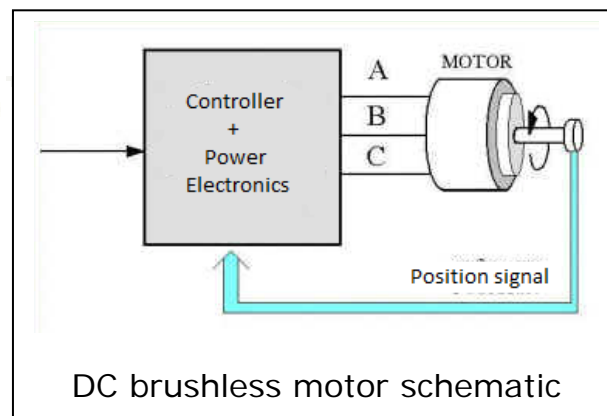 Controller
+
Power
Electronics
A
B
C
MOTOR
Position signal
DC brushless motor schematic